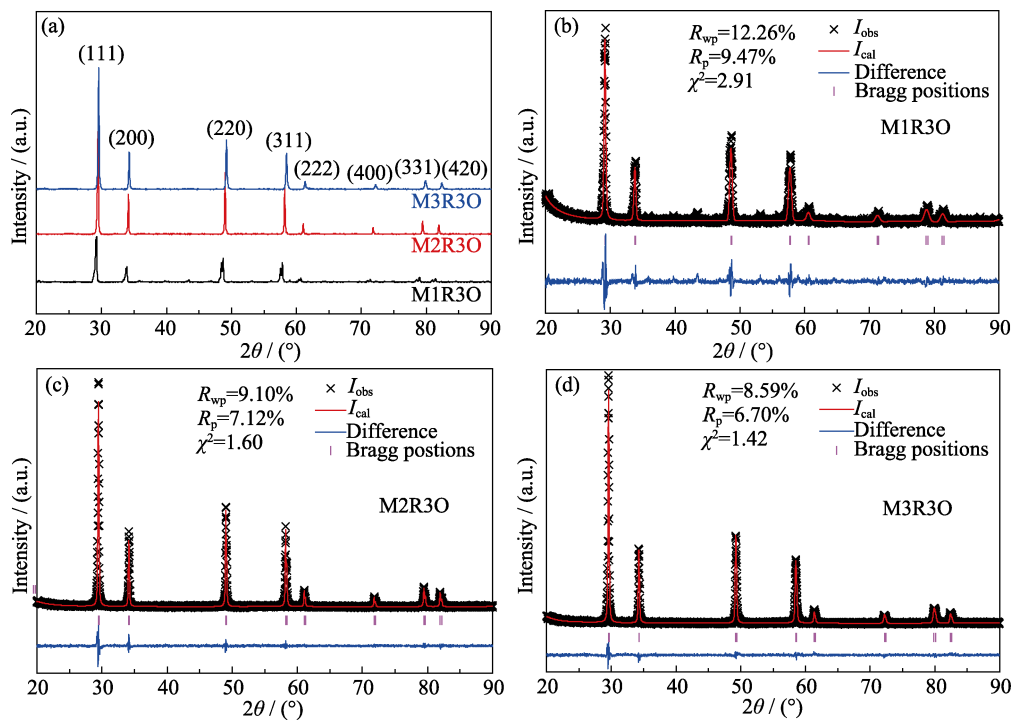 (a)
(111)
(200)
(220)
(311)
(222)
(400)
(331)
(420)
M3R3O
M2R3O
M1R3O
Intensity / (a.u.)
20 30 40 50 60 70 80 90
2θ / (°)
(b)
Rwp=12.26%
Rp=9.47%
χ²=2.91
Iobs
Ical
Difference
Bragg positions
M1R3O
Intensity / (a.u.)
20 30 40 50 60 70 80 90
2θ / (°)
(c)
Rwp=9.10%
Rp=7.12%
χ²=1.60
Iobs
Ical
Difference
Bragg postions
M2R3O
Intensity / (a.u.)
20 30 40 50 60 70 80 90
2θ / (°)
(d)
Rwp=8.59%
Rp=6.70%
χ²=1.42
Iobs
Ical
Difference
Bragg positions
M3R3O
Intensity / (a.u.)
20 30 40 50 60 70 80 90
2θ / (°)